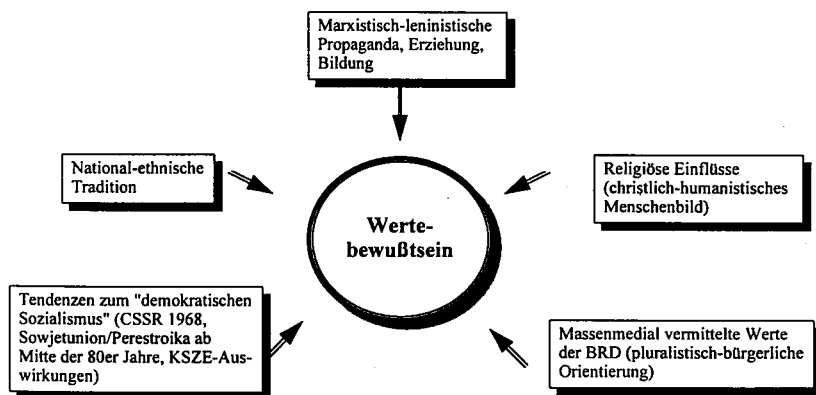 Marxistisch-leninistische
Propaganda, Erziehung,
Bildung
National-ethnische
Tradition
Religiöse Einflüsse
(christlich-humanistisches
Menschenbild)
Werte-
bewußtsein
Tendenzen zum "demokratischen
Sozialismus" (CSSR 1968,
Sowjetunion/Perestroika ab
Mitte der 80er Jahre, KSZE-Aus-
wirkungen)
Massenmedial vermittelte Werte
der BRD (pluralistisch-bürgerliche
Orientierung)